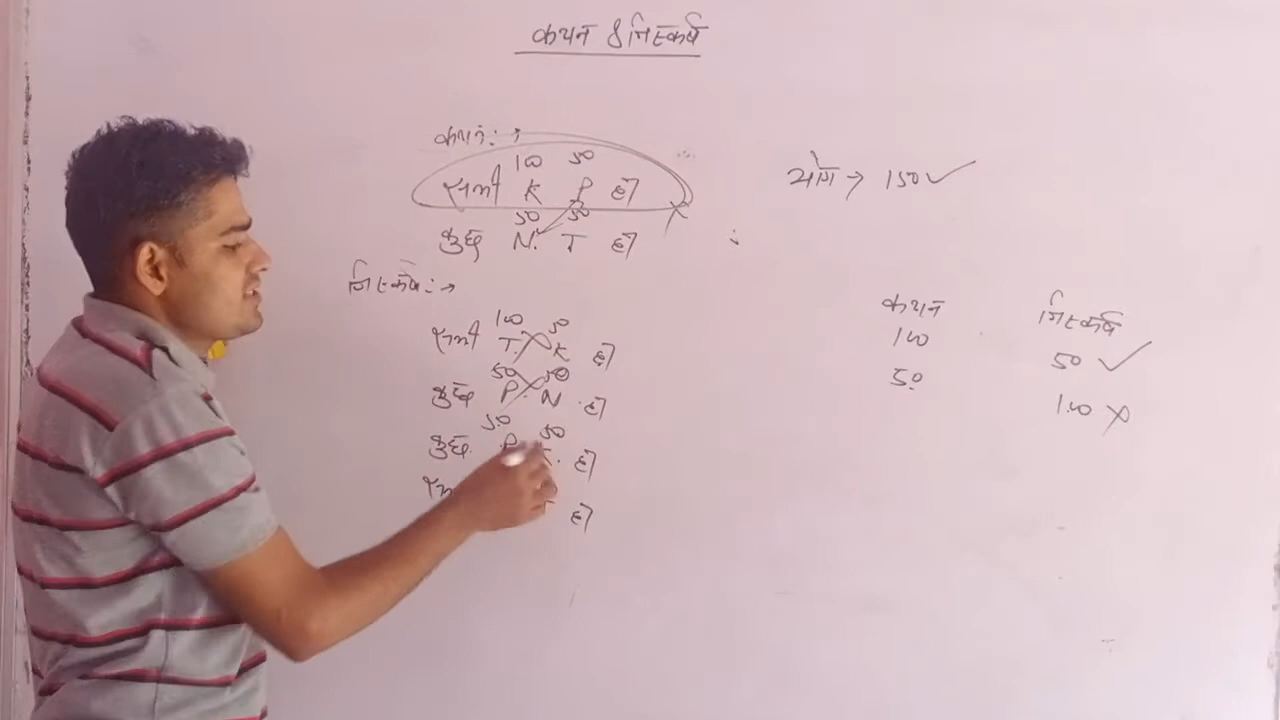 कथन & निष्कर्ष
कथन : →
100 50
सभी K P है।
50 50
कुछ N. T है।
योग → 150 ✓
निष्कर्ष : →
100 50
सभी T. K है।
50 50
कुछ P. N है।
50 50
कुछ P है।
है।
कथन निष्कर्ष
100 50 ✓
50 100 ✗